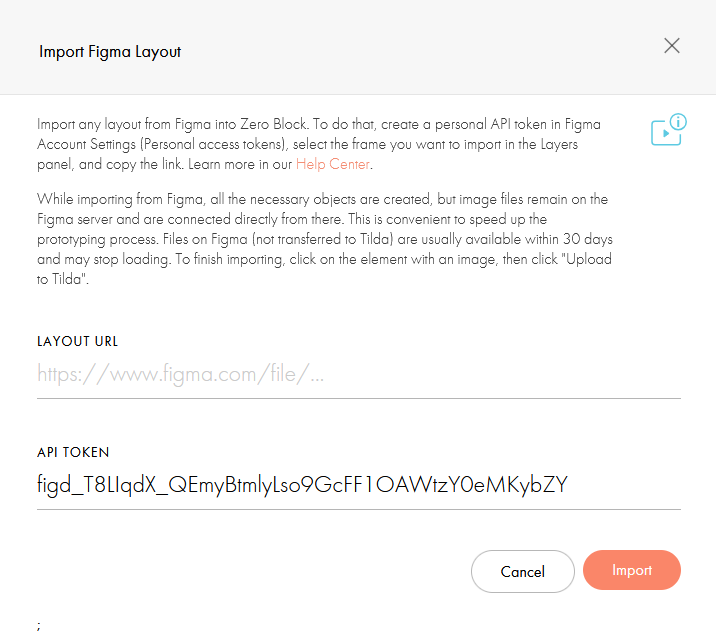 Import Figma Layout
Import any layout from Figma into Zero Block. To do that, create a personal API token in Figma
Account Settings (Personal access tokens), select the frame you want to import in the Layers
panel, and copy the link. Learn more in our Help Center.
While importing from Figma, all the necessary objects are created, but image files remain on the
Figma server and are connected directly from there. This is convenient to speed up the
prototyping process. Files on Figma (not transferred to Tilda) are usually available within 30 days
and may stop loading. To finish importing, click on the element with an image, then click "Upload
to Tilda".
LAYOUT URL
https://www.figma.com/file/...
API TOKEN
figd_T8LIqdX_QEmyBtmlyLso9GcFF1OAWtzY0eMKybZY
Cancel
Import
;